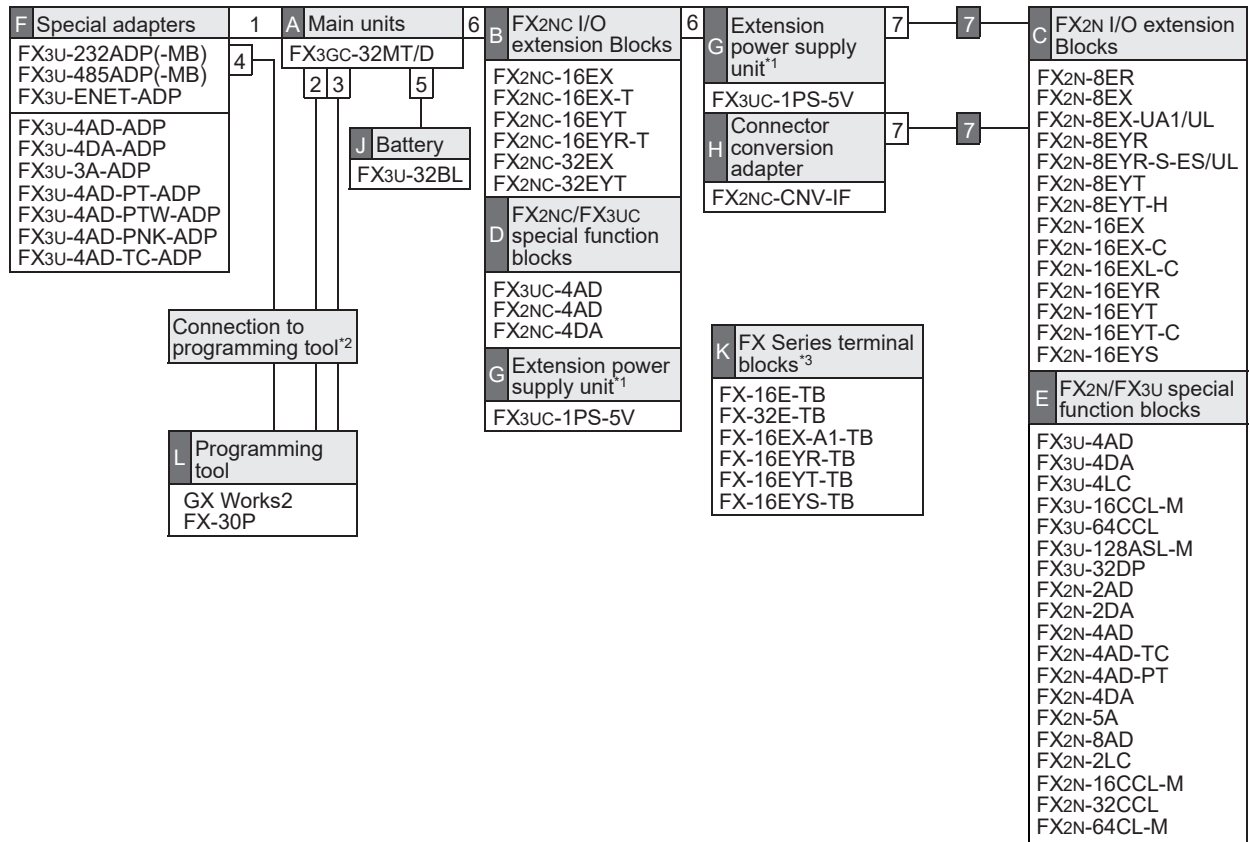 F Special adapters
FX3U-232ADP(-MB)
FX3U-485ADP(-MB)
FX3U-ENET-ADP
FX3U-4AD-ADP
FX3U-4DA-ADP
FX3U-3A-ADP
FX3U-4AD-PT-ADP
FX3U-4AD-PTW-ADP
FX3U-4AD-PNK-ADP
FX3U-4AD-TC-ADP
1
4
A Main units
FX3GC-32MT/D
2 3
5
6
J Battery
FX3U-32BL
Connection to
programming tool*2
L Programming
tool
GX Works2
FX-30P
B FX2NC I/O
extension Blocks
FX2NC-16EX
FX2NC-16EX-T
FX2NC-16EYT
FX2NC-16EYR-T
FX2NC-32EX
FX2NC-32EYT
D FX2NC/FX3UC
special function
blocks
FX3UC-4AD
FX2NC-4AD
FX2NC-4DA
G Extension power
supply unit*1
FX3UC-1PS-5V
6
G Extension
power supply
unit*1
FX3UC-1PS-5V
H Connector
conversion
adapter
FX2NC-CNV-IF
7
7
7
7
K FX Series terminal
blocks*3
FX-16E-TB
FX-32E-TB
FX-16EX-A1-TB
FX-16EYR-TB
FX-16EYT-TB
FX-16EYS-TB
C FX2N I/O extension
Blocks
FX2N-8ER
FX2N-8EX
FX2N-8EX-UA1/UL
FX2N-8EYR
FX2N-8EYR-S-ES/UL
FX2N-8EYT
FX2N-8EYT-H
FX2N-16EX
FX2N-16EX-C
FX2N-16EXL-C
FX2N-16EYR
FX2N-16EYT
FX2N-16EYT-C
FX2N-16EYS
E FX2N/FX3U special
function blocks
FX3U-4AD
FX3U-4DA
FX3U-4LC
FX3U-16CCL-M
FX3U-64CCL
FX3U-128ASL-M
FX3U-32DP
FX2N-2AD
FX2N-2DA
FX2N-4AD
FX2N-4AD-TC
FX2N-4AD-PT
FX2N-4DA
FX2N-5A
FX2N-8AD
FX2N-2LC
FX2N-16CCL-M
FX2N-32CCL
FX2N-64CL-M